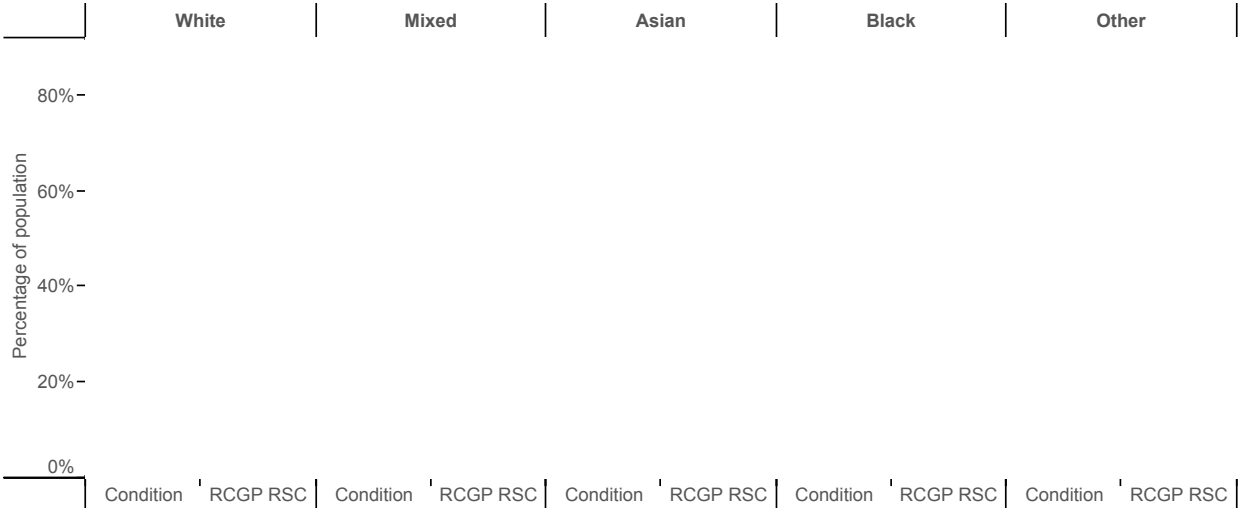 White Mixed Asian Black Other
80%
60%
40%
20%
0%
Percentage of population
Condition RCGP RSC Condition RCGP RSC Condition RCGP RSC Condition RCGP RSC Condition RCGP RSC